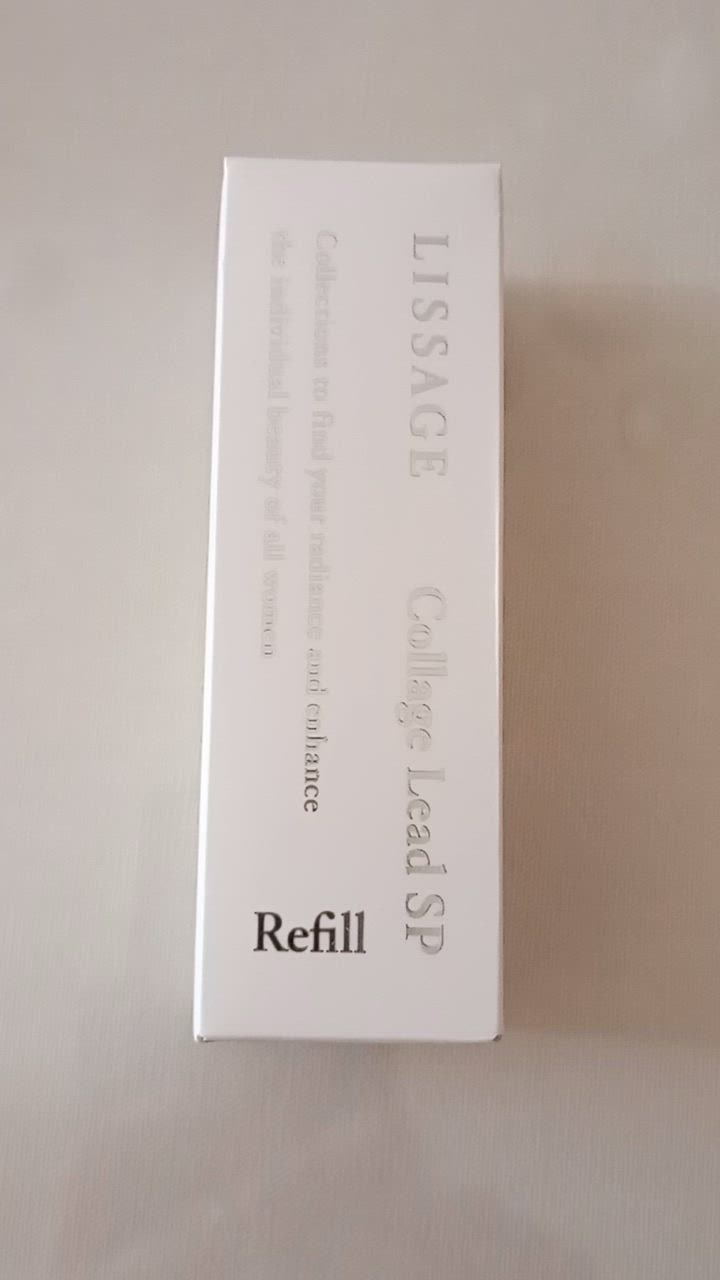 LISSAGE Collage Lead SP
Collections to find your radiance and enhance
the individual beauty of all women
Refill